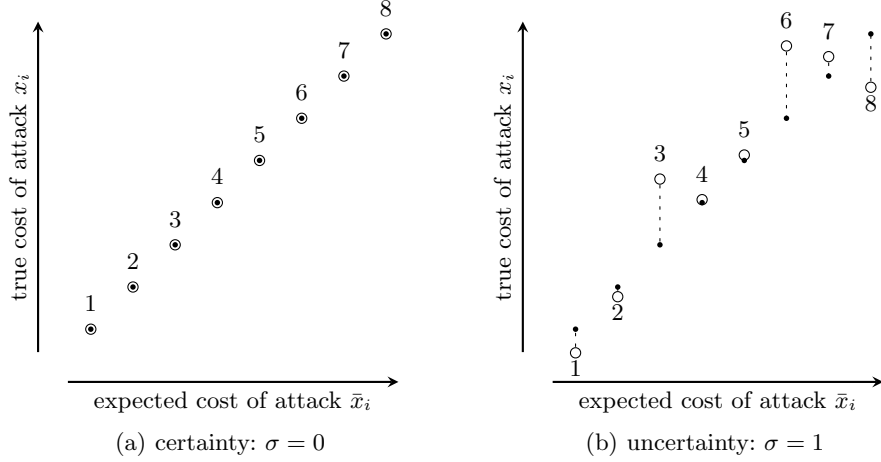 true cost of attack x_i
1
2
3
4
5
6
7
8
expected cost of attack x̄_i
(a) certainty: σ = 0
true cost of attack x_i
1
2
3
4
5
6
7
8
expected cost of attack x̄_i
(b) uncertainty: σ = 1